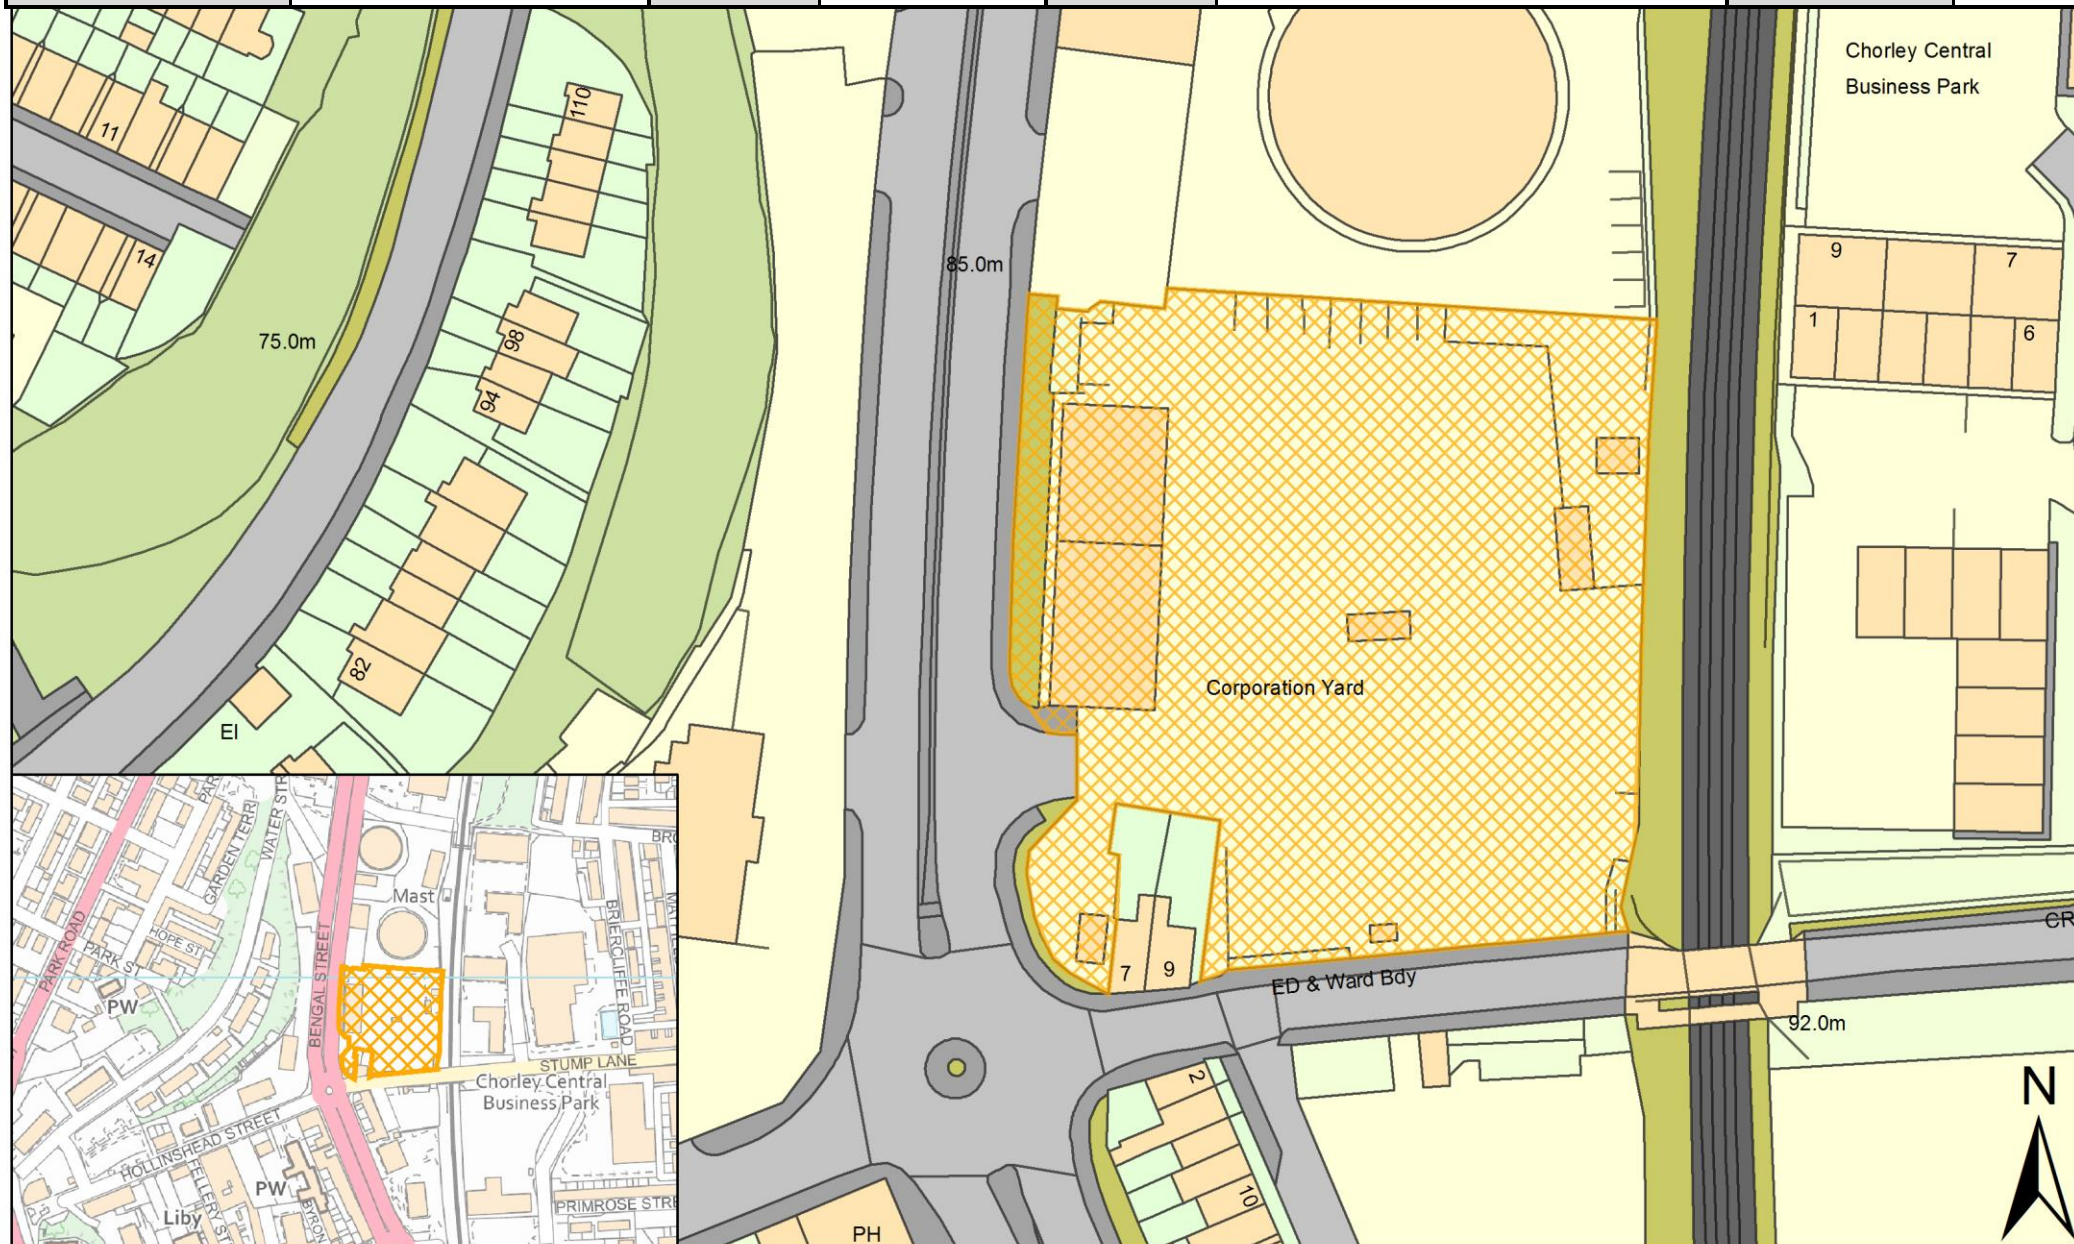 Chorley Central
Business Park
110
11
9
7
14
85.0m
1
6
75.0m
98
94
82
Corporation Yard
El
7
9
ED & Ward Bdy
CR
92.0m
2
10
PH
N
PARK ROAD
GARDEN TERR
WATER STR
HOPE ST
PARK ST
PW
BENGAL STREET
Mast
BRIERCLIFFE ROAD
STUMP LANE
Chorley Central
Business Park
HOLLINSHEAD STREET
FELLERY S
PW
BYRON
Liby
PRIMROSE STRE